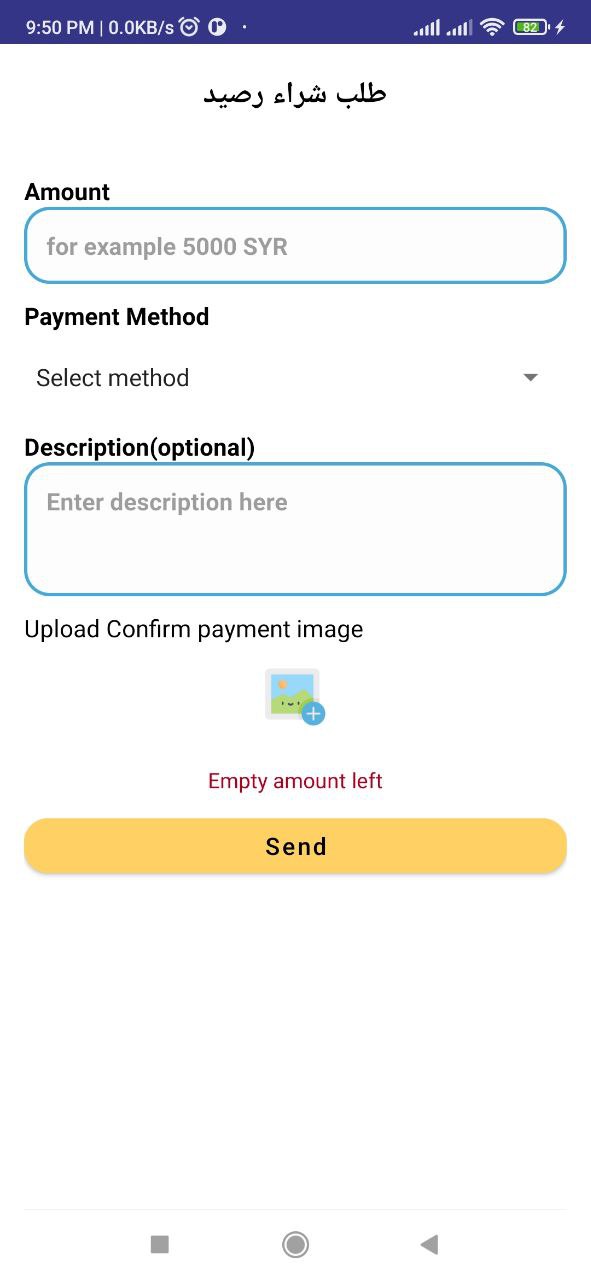 9:50 PM | 0.0KB/s
82
طلب شراء رصيد
Amount
for example 5000 SYR
Payment Method
Select method
Description(optional)
Enter description here
Upload Confirm payment image
Empty amount left
Send